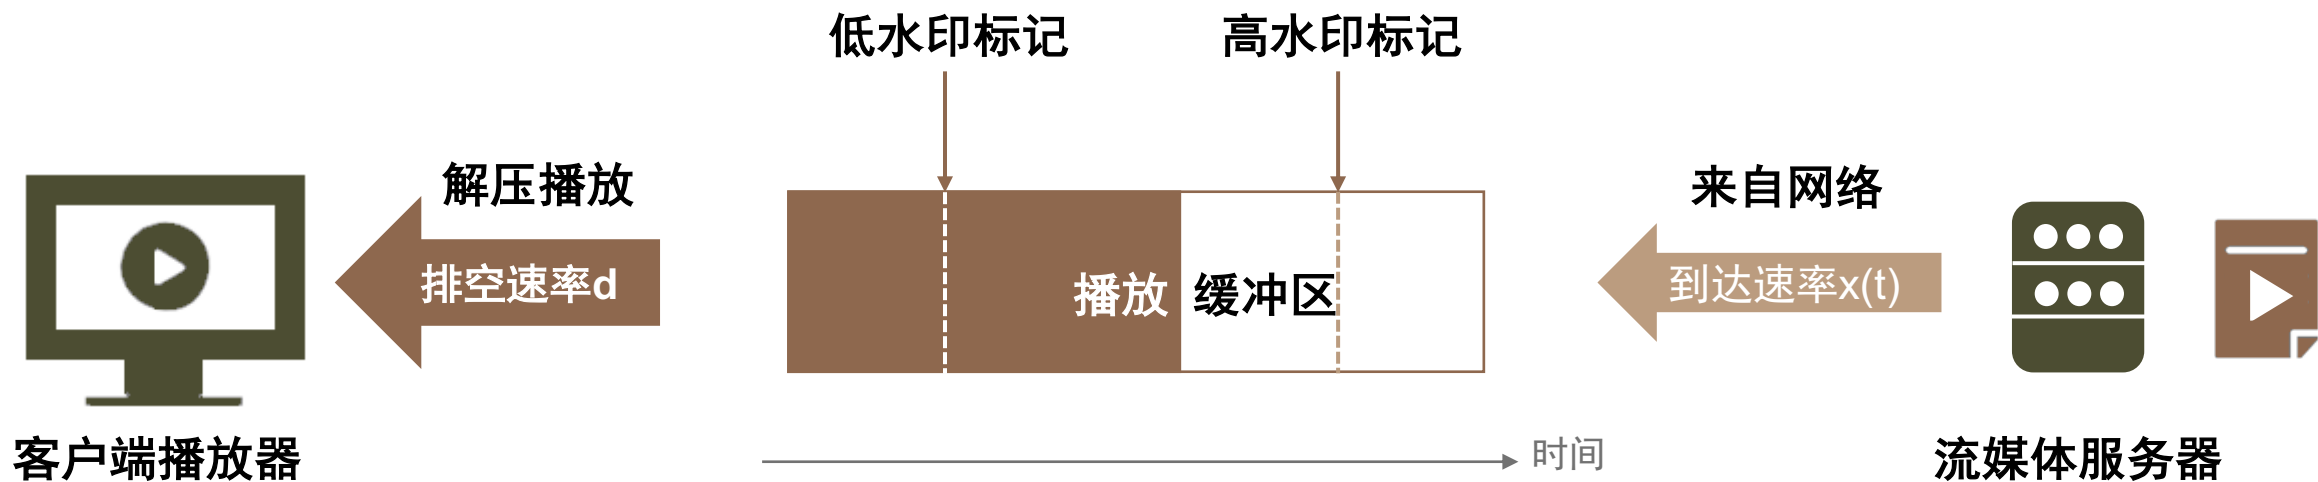 低水印标记
高水印标记
解压播放
来自网络
排空速率d
播放 缓冲区
到达速率x(t)
时间
客户端播放器
流媒体服务器